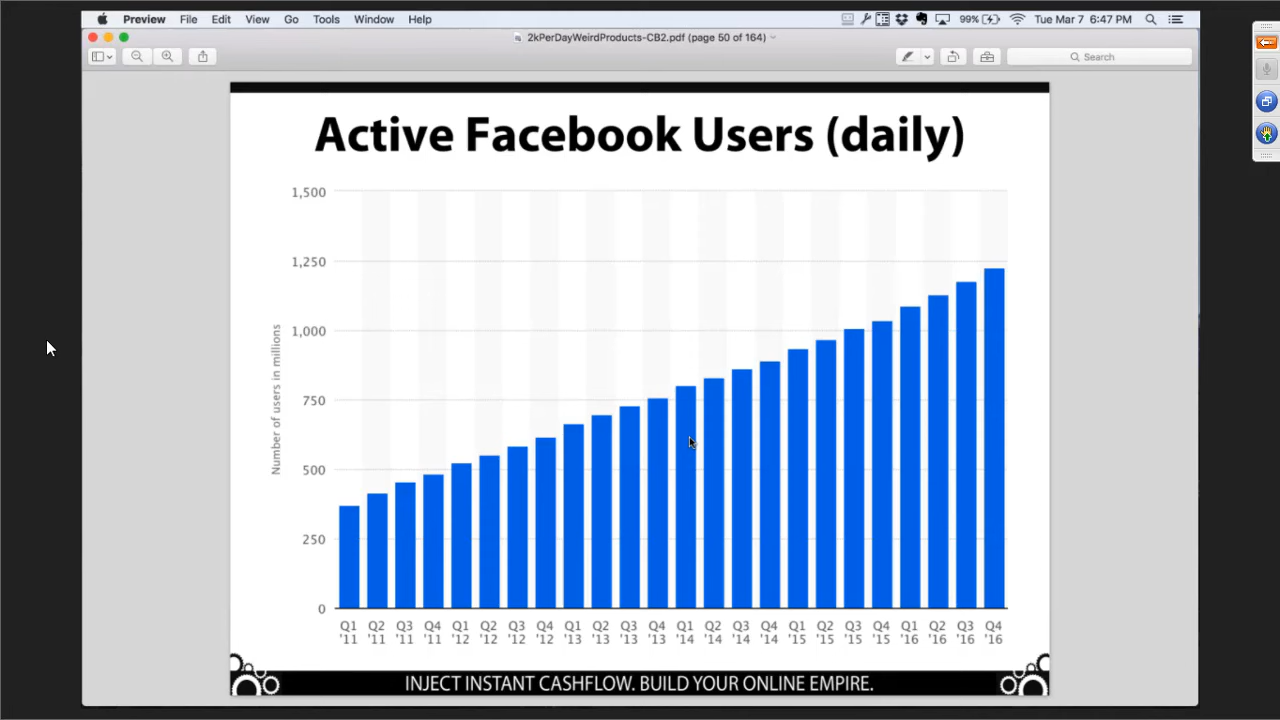 Preview File Edit View Go Tools Window Help 99% Tue Mar 7 6:47 PM
2kPerDayWeirdProducts-CB2.pdf (page 50 of 164)
Search
Active Facebook Users (daily)
1,500
1,250
1,000
750
500
250
0
Number of users in millions
Q1 Q2 Q3 Q4 Q1 Q2 Q3 Q4 Q1 Q2 Q3 Q4 Q1 Q2 Q3 Q4 Q1 Q2 Q3 Q4 Q1 Q2 Q3 Q4
'11 '11 '11 '11 '12 '12 '12 '12 '13 '13 '13 '13 '14 '14 '14 '14 '15 '15 '15 '15 '16 '16 '16 '16
INJECT INSTANT CASHFLOW. BUILD YOUR ONLINE EMPIRE.